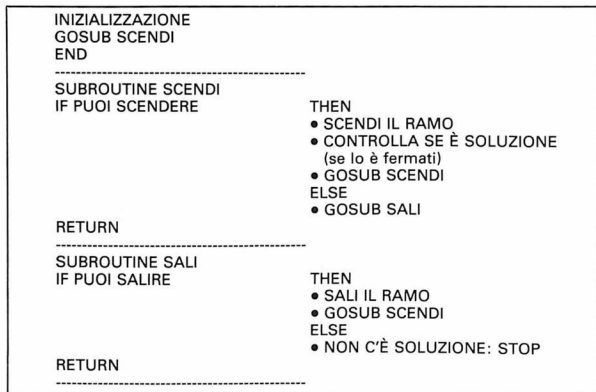 INIZIALIZZAZIONE
GOSUB SCENDI
END
--------------------------------------------------
SUBROUTINE SCENDI
IF PUOI SCENDERE THEN
• SCENDI IL RAMO
• CONTROLLA SE È SOLUZIONE
(se lo è fermati)
• GOSUB SCENDI
ELSE
• GOSUB SALI
RETURN
--------------------------------------------------
SUBROUTINE SALI
IF PUOI SALIRE THEN
• SALI IL RAMO
• GOSUB SCENDI
ELSE
• NON C'È SOLUZIONE: STOP
RETURN
--------------------------------------------------